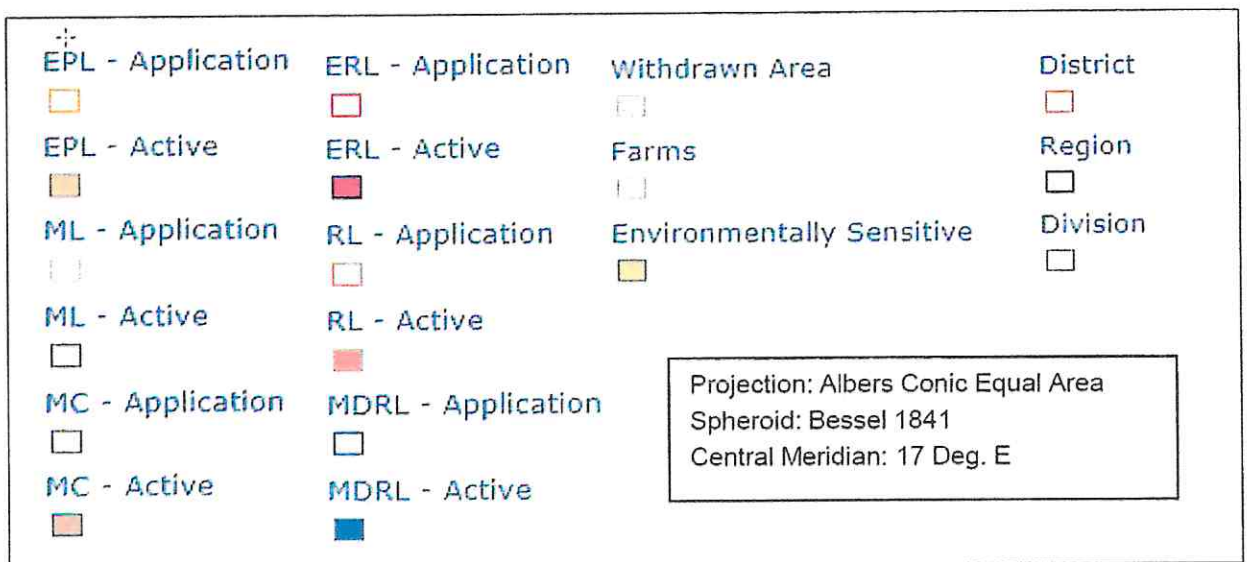 EPL - Application
EPL - Active
ML - Application
ML - Active
MC - Application
MC - Active
ERL - Application
ERL - Active
RL - Application
RL - Active
MDRL - Application
MDRL - Active
Withdrawn Area
Farms
Environmentally Sensitive
District
Region
Division
Projection: Albers Conic Equal Area
Spheroid: Bessel 1841
Central Meridian: 17 Deg. E